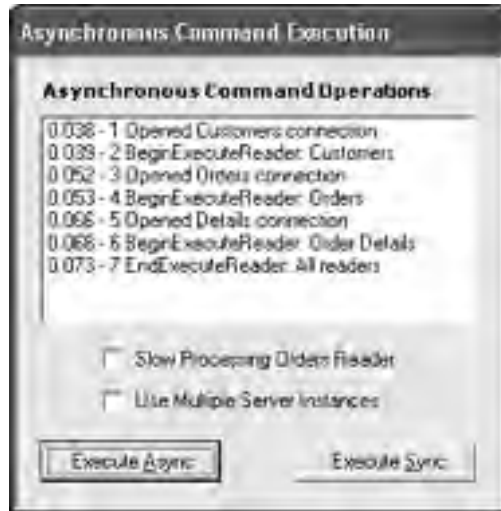 Asynchronous Command Execution
Asynchronous Command Operations
0.038 - 1 Opened Customers connection
0.039 - 2 BeginExecuteReader: Customers
0.052 - 3 Opened Orders connection
0.053 - 4 BeginExecuteReader: Orders
0.066 - 5 Opened Details connection
0.068 - 6 BeginExecuteReader: Order Details
0.073 - 7 EndExecuteReader: All readers
Slow Processing Orders Reader
Use Multiple Server Instances
Execute Async
Execute Sync